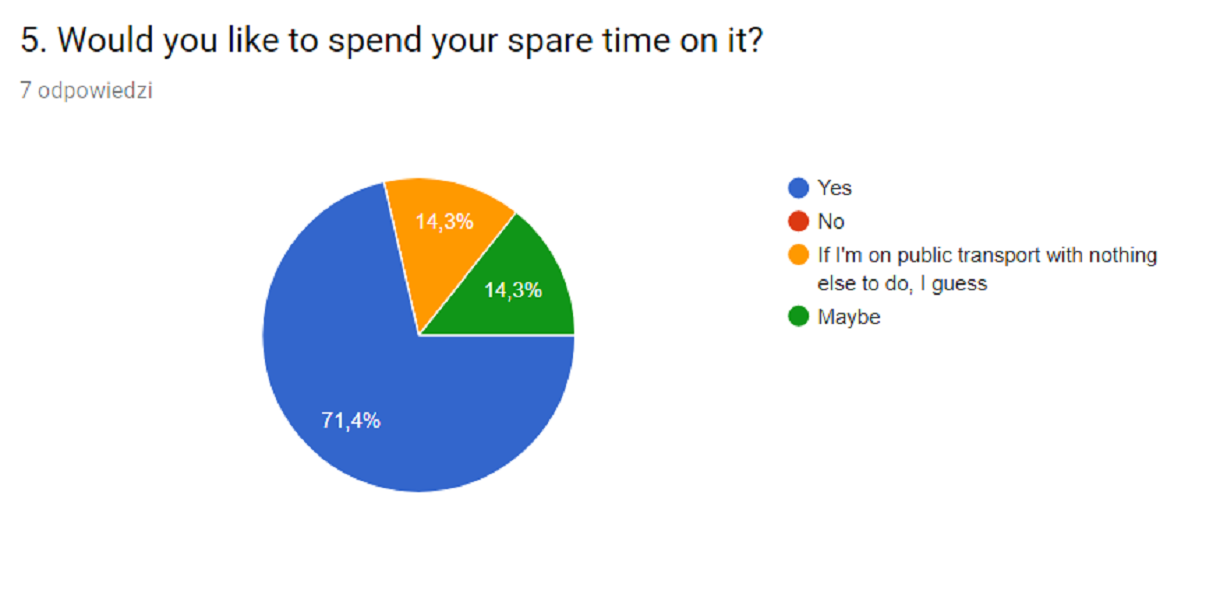 5. Would you like to spend your spare time on it?
7 odpowiedzi
14,3%
14,3%
71,4%
Yes
No
If I'm on public transport with nothing
else to do, I guess
Maybe